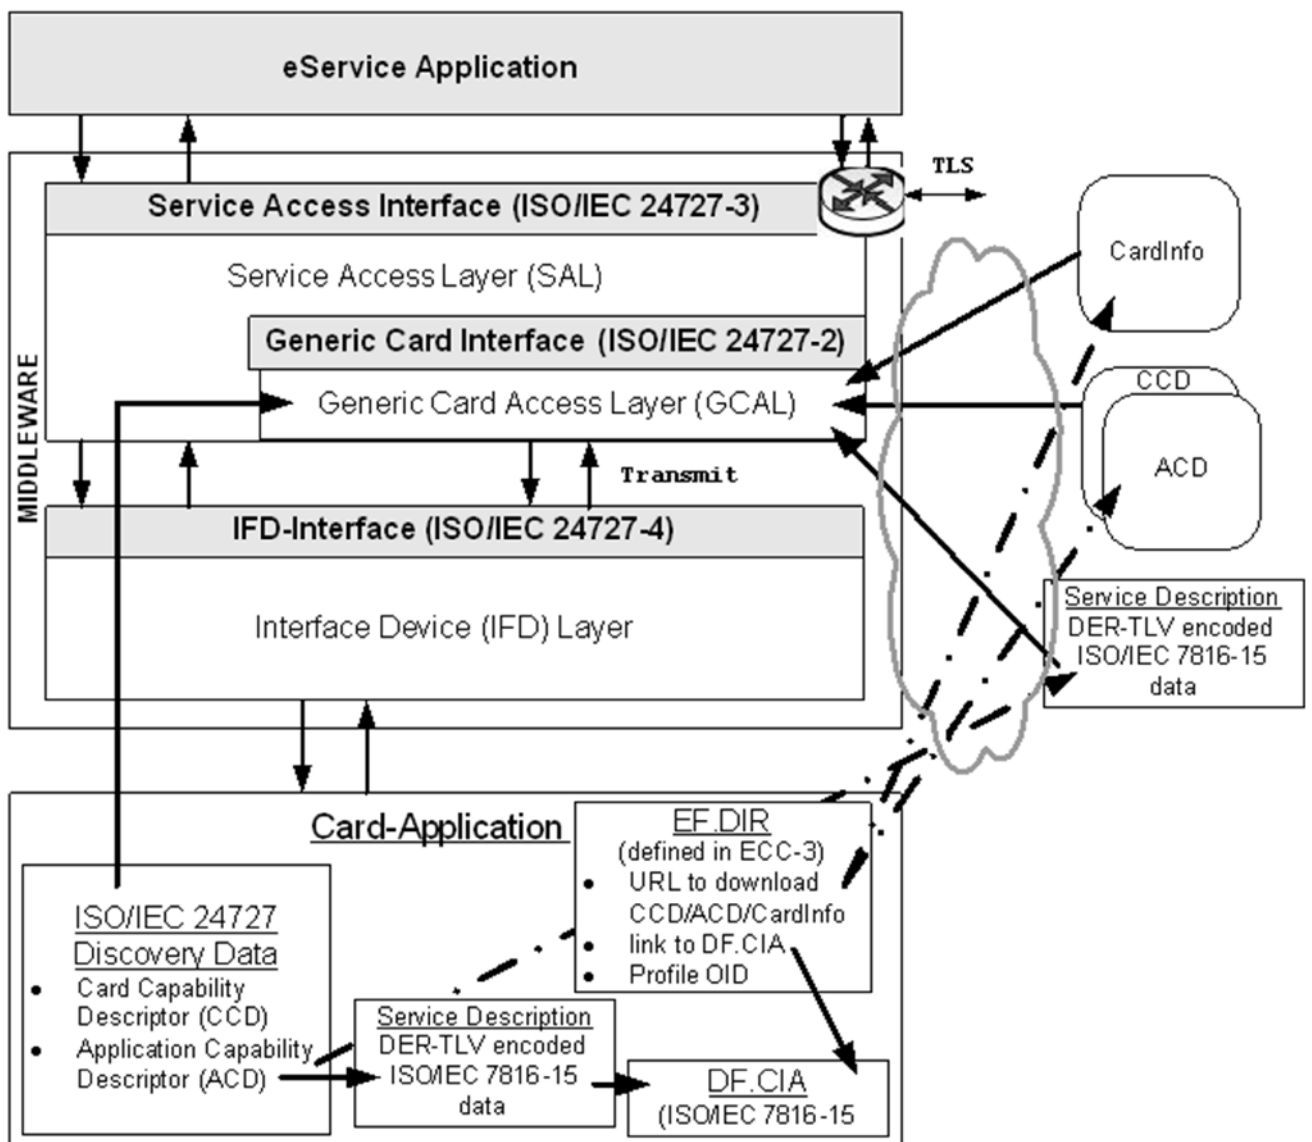 eService Application
TLS
Service Access Interface (ISO/IEC 24727-3)
Service Access Layer (SAL)
Generic Card Interface (ISO/IEC 24727-2)
Generic Card Access Layer (GCAL)
MIDDLEWARE
Transmit
IFD-Interface (ISO/IEC 24727-4)
Interface Device (IFD) Layer
CardInfo
CCD
ACD
Service Description
DER-TLV encoded
ISO/IEC 7816-15
data
Card-Application
ISO/IEC 24727
Discovery Data
• Card Capability
Descriptor (CCD)
• Application Capability
Descriptor (ACD)
Service Description
DER-TLV encoded
ISO/IEC 7816-15
data
EF.DIR
(defined in ECC-3)
• URL to download
CCD/ACD/CardInfo
• link to DF.CIA
• Profile OID
DF.CIA
(ISO/IEC 7816-15